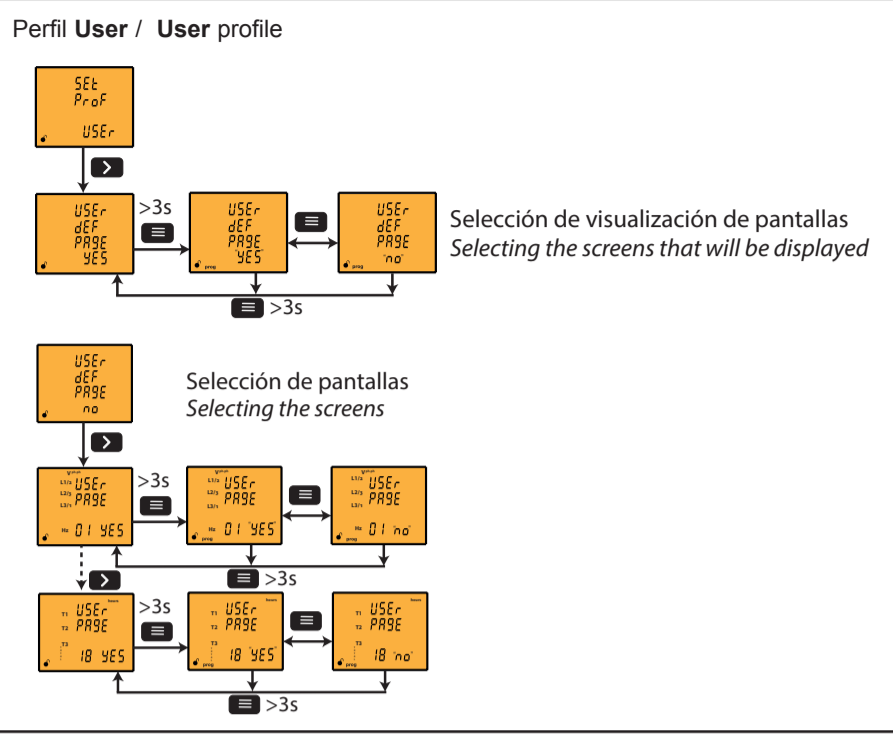 Perfil User / User profile
SEt
ProF
USEr
USEr
dEF
PAgE
YES
>3s
USEr
dEF
PAgE
"YES"
prog
USEr
dEF
PAgE
"no"
prog
Selección de visualización de pantallas
Selecting the screens that will be displayed
>3s
USEr
dEF
PAgE
no
Selección de pantallas
Selecting the screens
V ph-ph
L1/2 USEr
L2/3 PAgE
L3/1
Hz 01 YES
>3s
L1/2 USEr
L2/3 PAgE
L3/1
Hz 01 "YES"
prog
L1/2 USEr
L2/3 PAgE
L3/1
Hz 01 "no"
prog
>3s
hours
T1 USEr
T2 PAgE
T3
18 YES
>3s
hours
T1 USEr
T2 PAgE
T3
18 "YES"
prog
hours
T1 USEr
T2 PAgE
T3
18 "no"
prog
>3s